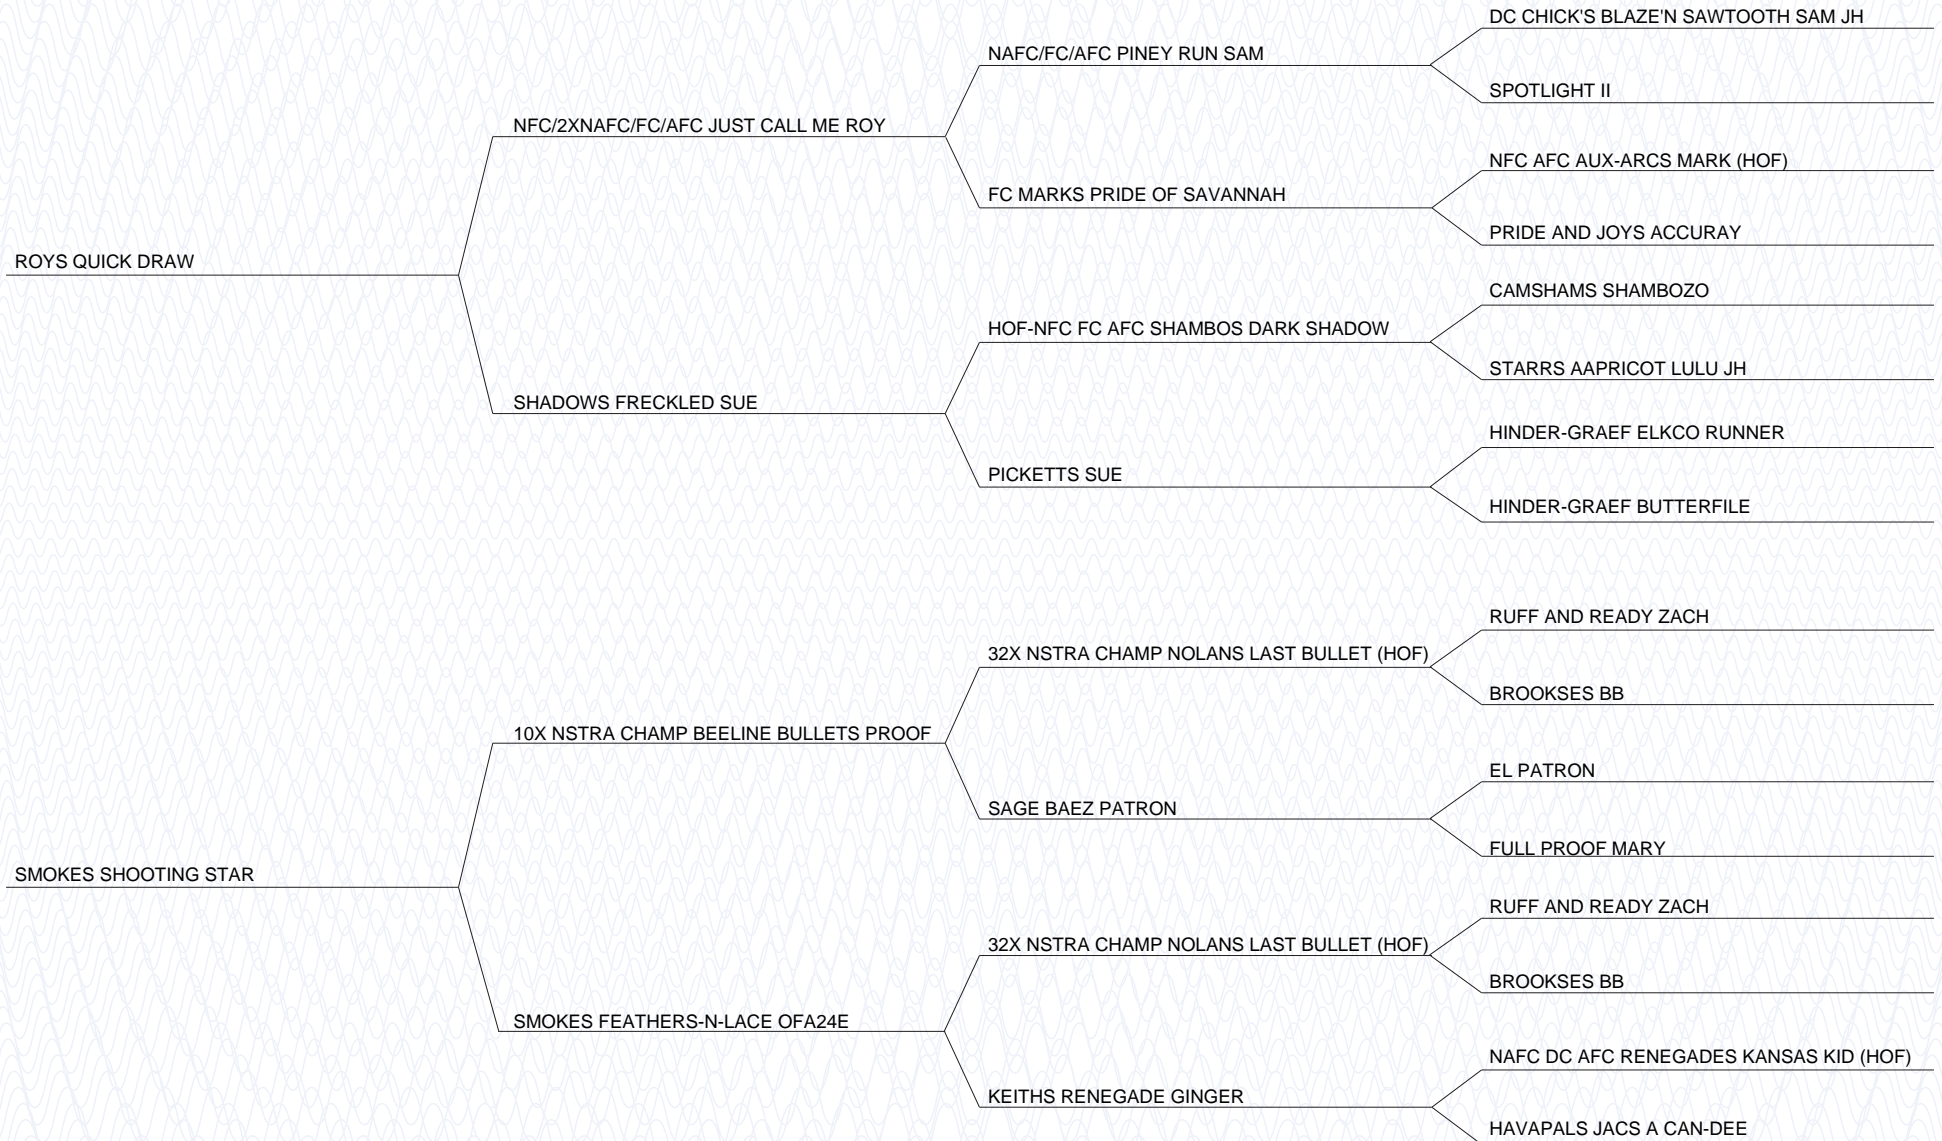 DC CHICK'S BLAZE'N SAWTOOTH SAM JH
NAFC/FC/AFC PINEY RUN SAM
SPOTLIGHT II
NFC/2XNAFC/FC/AFC JUST CALL ME ROY
NFC AFC AUX-ARCS MARK (HOF)
FC MARKS PRIDE OF SAVANNAH
PRIDE AND JOYS ACCURAY
ROYS QUICK DRAW
CAMSHAMS SHAMBOZO
HOF-NFC FC AFC SHAMBOS DARK SHADOW
STARRS AAPRICOT LULU JH
SHADOWS FRECKLED SUE
HINDER-GRAEF ELKCO RUNNER
PICKETTS SUE
HINDER-GRAEF BUTTERFILE
RUFF AND READY ZACH
32X NSTRA CHAMP NOLANS LAST BULLET (HOF)
BROOKSES BB
10X NSTRA CHAMP BEELINE BULLETS PROOF
EL PATRON
SAGE BAEZ PATRON
FULL PROOF MARY
SMOKES SHOOTING STAR
RUFF AND READY ZACH
32X NSTRA CHAMP NOLANS LAST BULLET (HOF)
BROOKSES BB
SMOKES FEATHERS-N-LACE OFA24E
NAFC DC AFC RENEGADES KANSAS KID (HOF)
KEITHS RENEGADE GINGER
HAVAPALS JACS A CAN-DEE